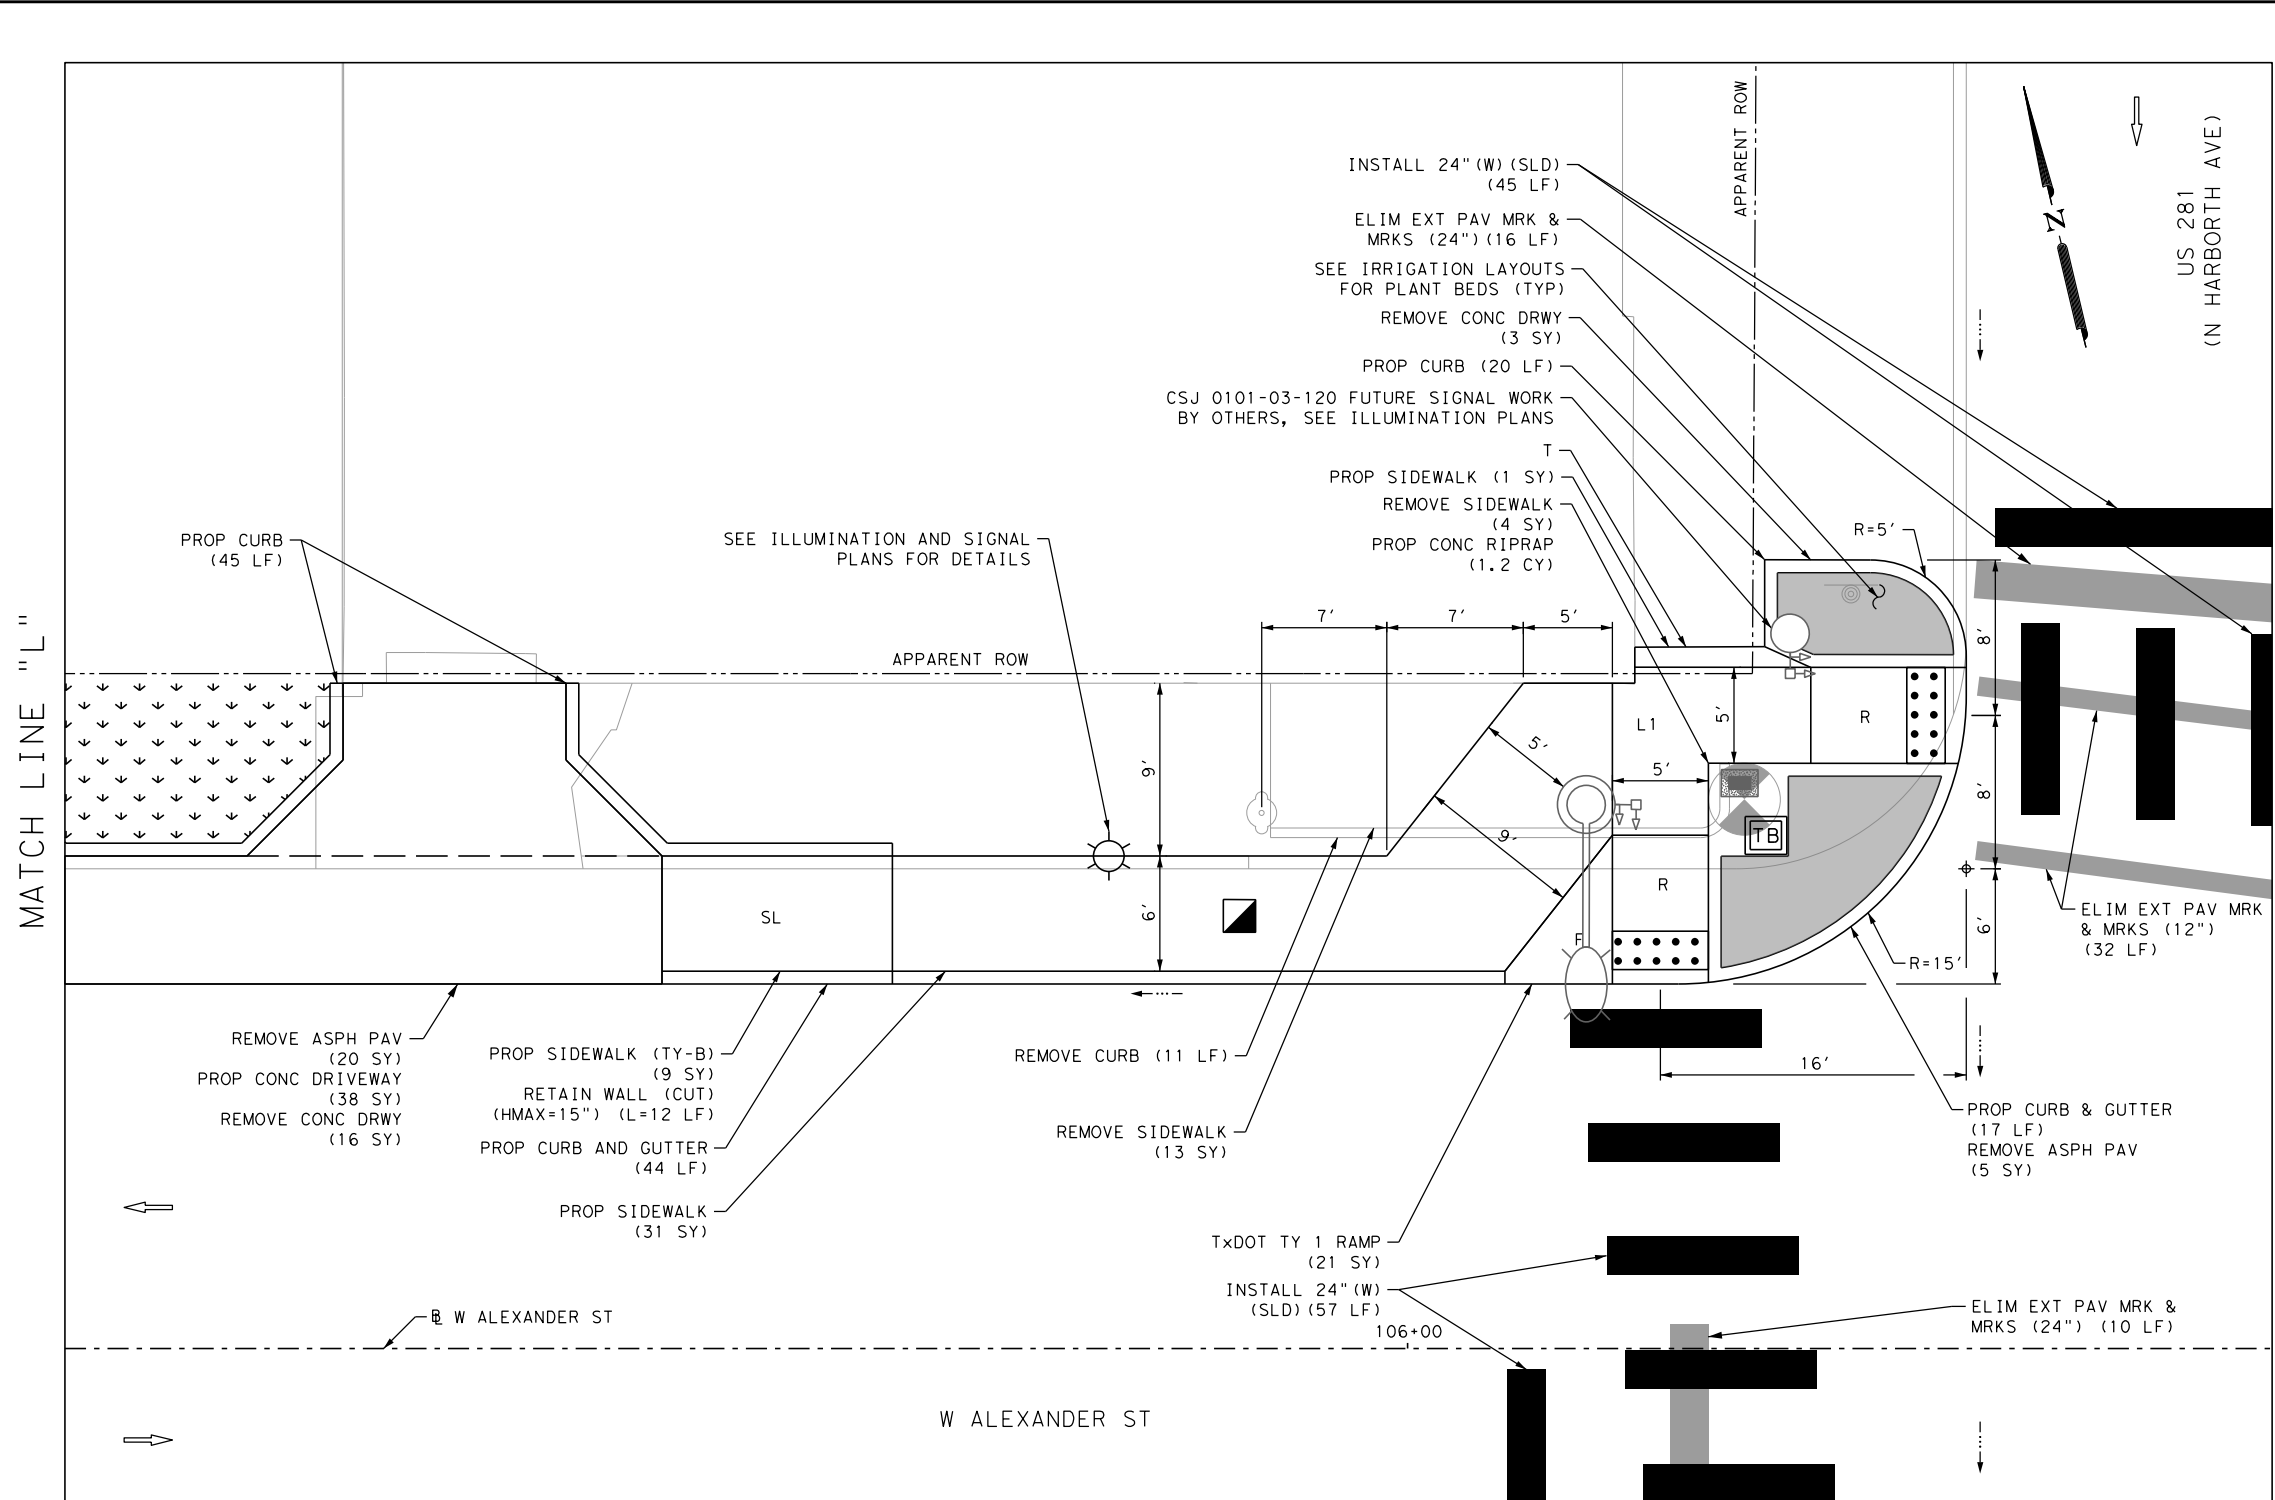 INSTALL 24"(W)(SLD)
(45 LF)
ELIM EXT PAV MRK &
MRKS (24")(16 LF)
SEE IRRIGATION LAYOUTS
FOR PLANT BEDS (TYP)
REMOVE CONC DRWY
(3 SY)
PROP CURB (20 LF)
CSJ 0101-03-120 FUTURE SIGNAL WORK
BY OTHERS, SEE ILLUMINATION PLANS
T
PROP SIDEWALK (1 SY)
REMOVE SIDEWALK
(4 SY)
PROP CONC RIPRAP
(1.2 CY)
APPARENT ROW
N
US 281
(N HARBORTH AVE)
R=5'
PROP CURB
(45 LF)
SEE ILLUMINATION AND SIGNAL
PLANS FOR DETAILS
MATCH LINE "L"
APPARENT ROW
7'
7'
5'
8'
9'
5'
9'
5'
L1
5'
R
8'
TB
R
F
6'
SL
6'
R=15'
ELIM EXT PAV MRK
& MRKS (12")
(32 LF)
REMOVE ASPH PAV
(20 SY)
PROP CONC DRIVEWAY
(38 SY)
REMOVE CONC DRWY
(16 SY)
PROP SIDEWALK (TY-B)
(9 SY)
RETAIN WALL (CUT)
(HMAX=15") (L=12 LF)
PROP CURB AND GUTTER
(44 LF)
PROP SIDEWALK
(31 SY)
REMOVE CURB (11 LF)
REMOVE SIDEWALK
(13 SY)
16'
PROP CURB & GUTTER
(17 LF)
REMOVE ASPH PAV
(5 SY)
TxDOT TY 1 RAMP
(21 SY)
INSTALL 24"(W)
(SLD)(57 LF)
106+00
ELIM EXT PAV MRK &
MRKS (24") (10 LF)
BL W ALEXANDER ST
W ALEXANDER ST